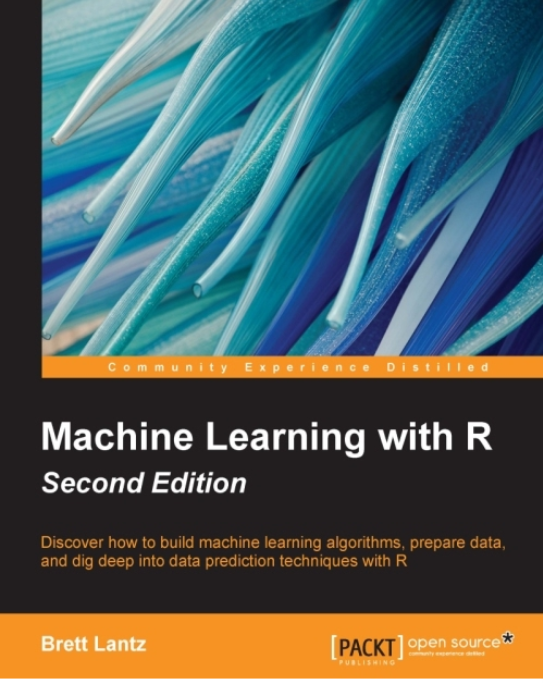 Community Experience Distilled
Machine Learning with R
Second Edition
Discover how to build machine learning algorithms, prepare data,
and dig deep into data prediction techniques with R
Brett Lantz
[PACKT] open source*
PUBLISHING
community experience distilled